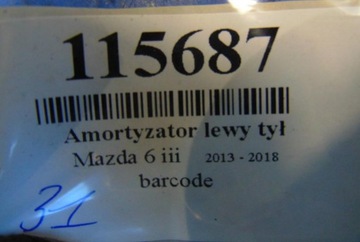 115687
Amortyzator lewy tył
Mazda 6 iii 2013 - 2018
barcode
31